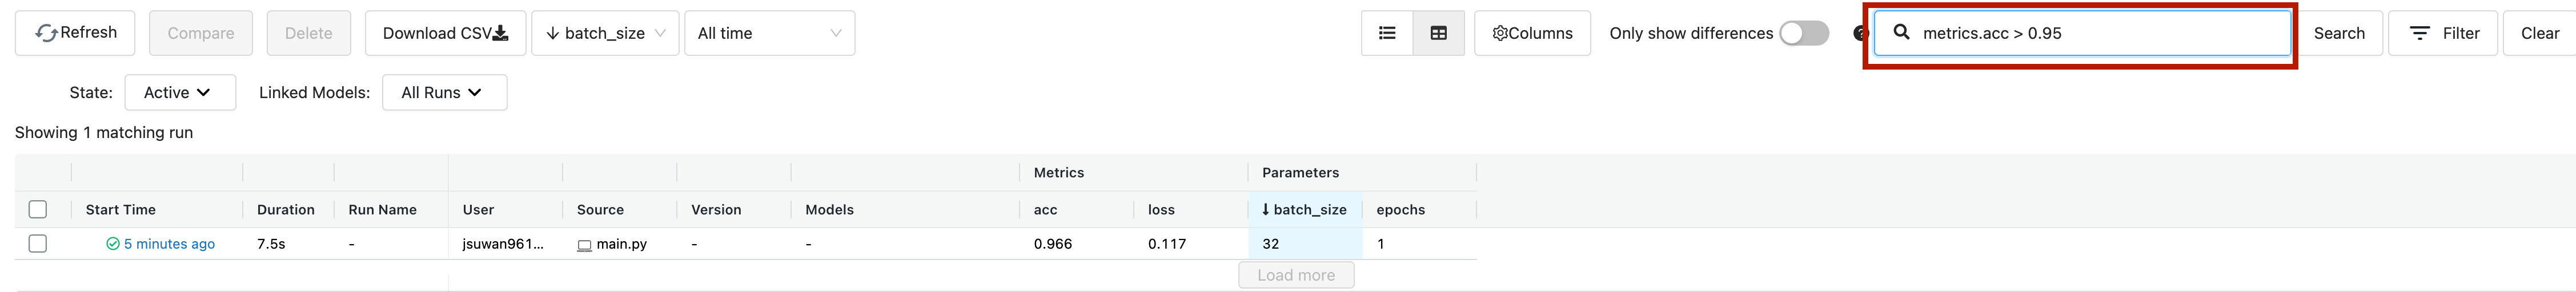 Refresh Compare Delete Download CSV ↓ batch_size All time Columns Only show differences ? metrics.acc > 0.95 Search Filter Clear
State: Active Linked Models: All Runs
Showing 1 matching run
Metrics Parameters
Start Time Duration Run Name User Source Version Models acc loss ↓ batch_size epochs
5 minutes ago 7.5s - jsuwan961... main.py - - 0.966 0.117 32 1
Load more